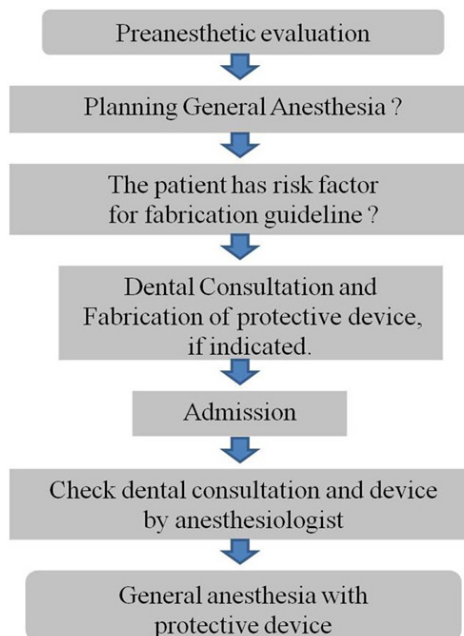 Preanesthetic evaluation
Planning General Anesthesia ?
The patient has risk factor
for fabrication guideline ?
Dental Consultation and
Fabrication of protective device,
if indicated.
Admission
Check dental consultation and device
by anesthesiologist
General anesthesia with
protective device